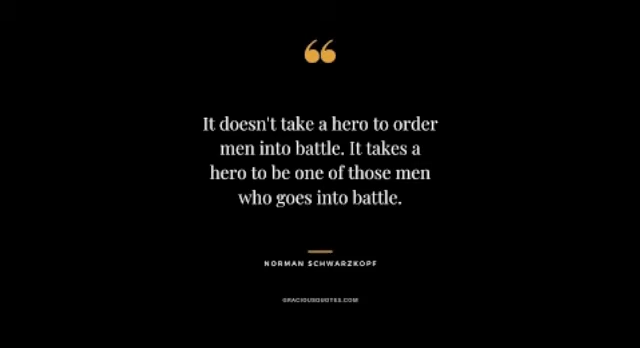 “
It doesn't take a hero to order
men into battle. It takes a
hero to be one of those men
who goes into battle.
NORMAN SCHWARZKOPF
GRACIOUSQUOTES.COM